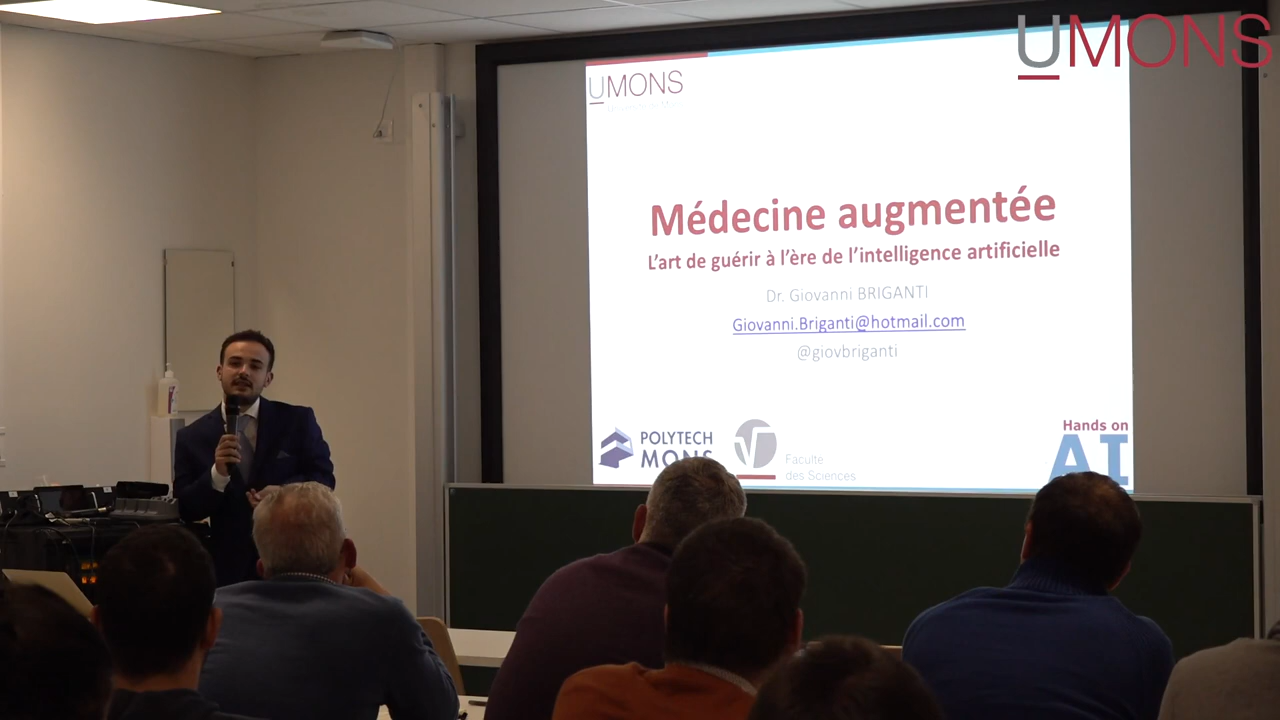 UMONS
UMONS
Médecine augmentée
L'art de guérir à l'ère de l'intelligence artificielle
Dr. Giovanni BRIGANTI
Giovanni.Briganti@hotmail.com
@giovbriganti
POLYTECH
MONS
Faculté
des Sciences
Hands on
AI